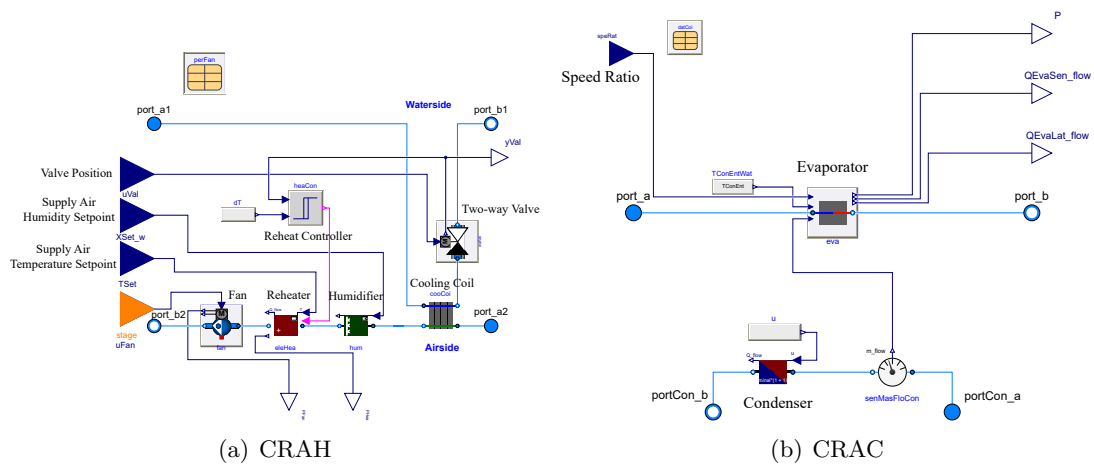 perFan
port_a1
Waterside
port_b1
yVal
Valve Position
uVal
heaCon
dT
Supply Air
Humidity Setpoint
XSet_w
Reheat Controller
Two-way Valve
val
Supply Air
Temperature Setpoint
TSet
Cooling Coil
cooCoi
Fan
Reheater
Humidifier
Q_flow
M
M
stage
port_b2
uFan
fan
eleHea
hum
Airside
port_a2
(a) CRAH
speRat
datCoi
P
Speed Ratio
QEvaSen_flow
QEvaLat_flow
Evaporator
TConEntWat
TConEnt
port_a
port_b
eva
u
m_flow
Q_flow
u
portCon_b
Condenser
senMasFloCon
portCon_a
(b) CRAC